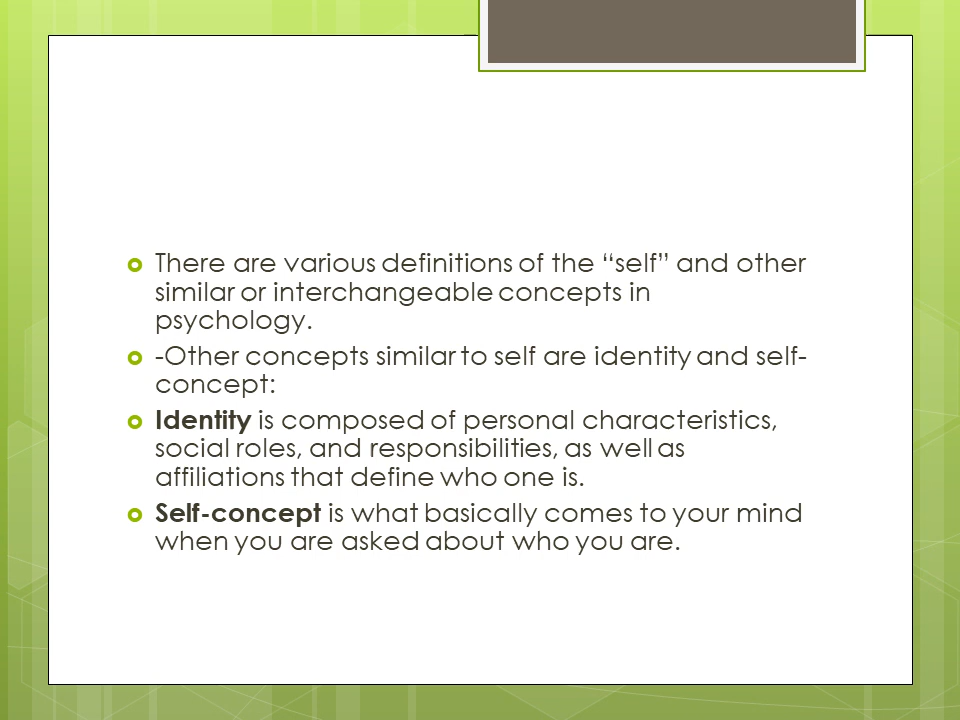 There are various definitions of the “self” and other
similar or interchangeable concepts in
psychology.
-Other concepts similar to self are identity and self-
concept:
Identity is composed of personal characteristics,
social roles, and responsibilities, as well as
affiliations that define who one is.
Self-concept is what basically comes to your mind
when you are asked about who you are.